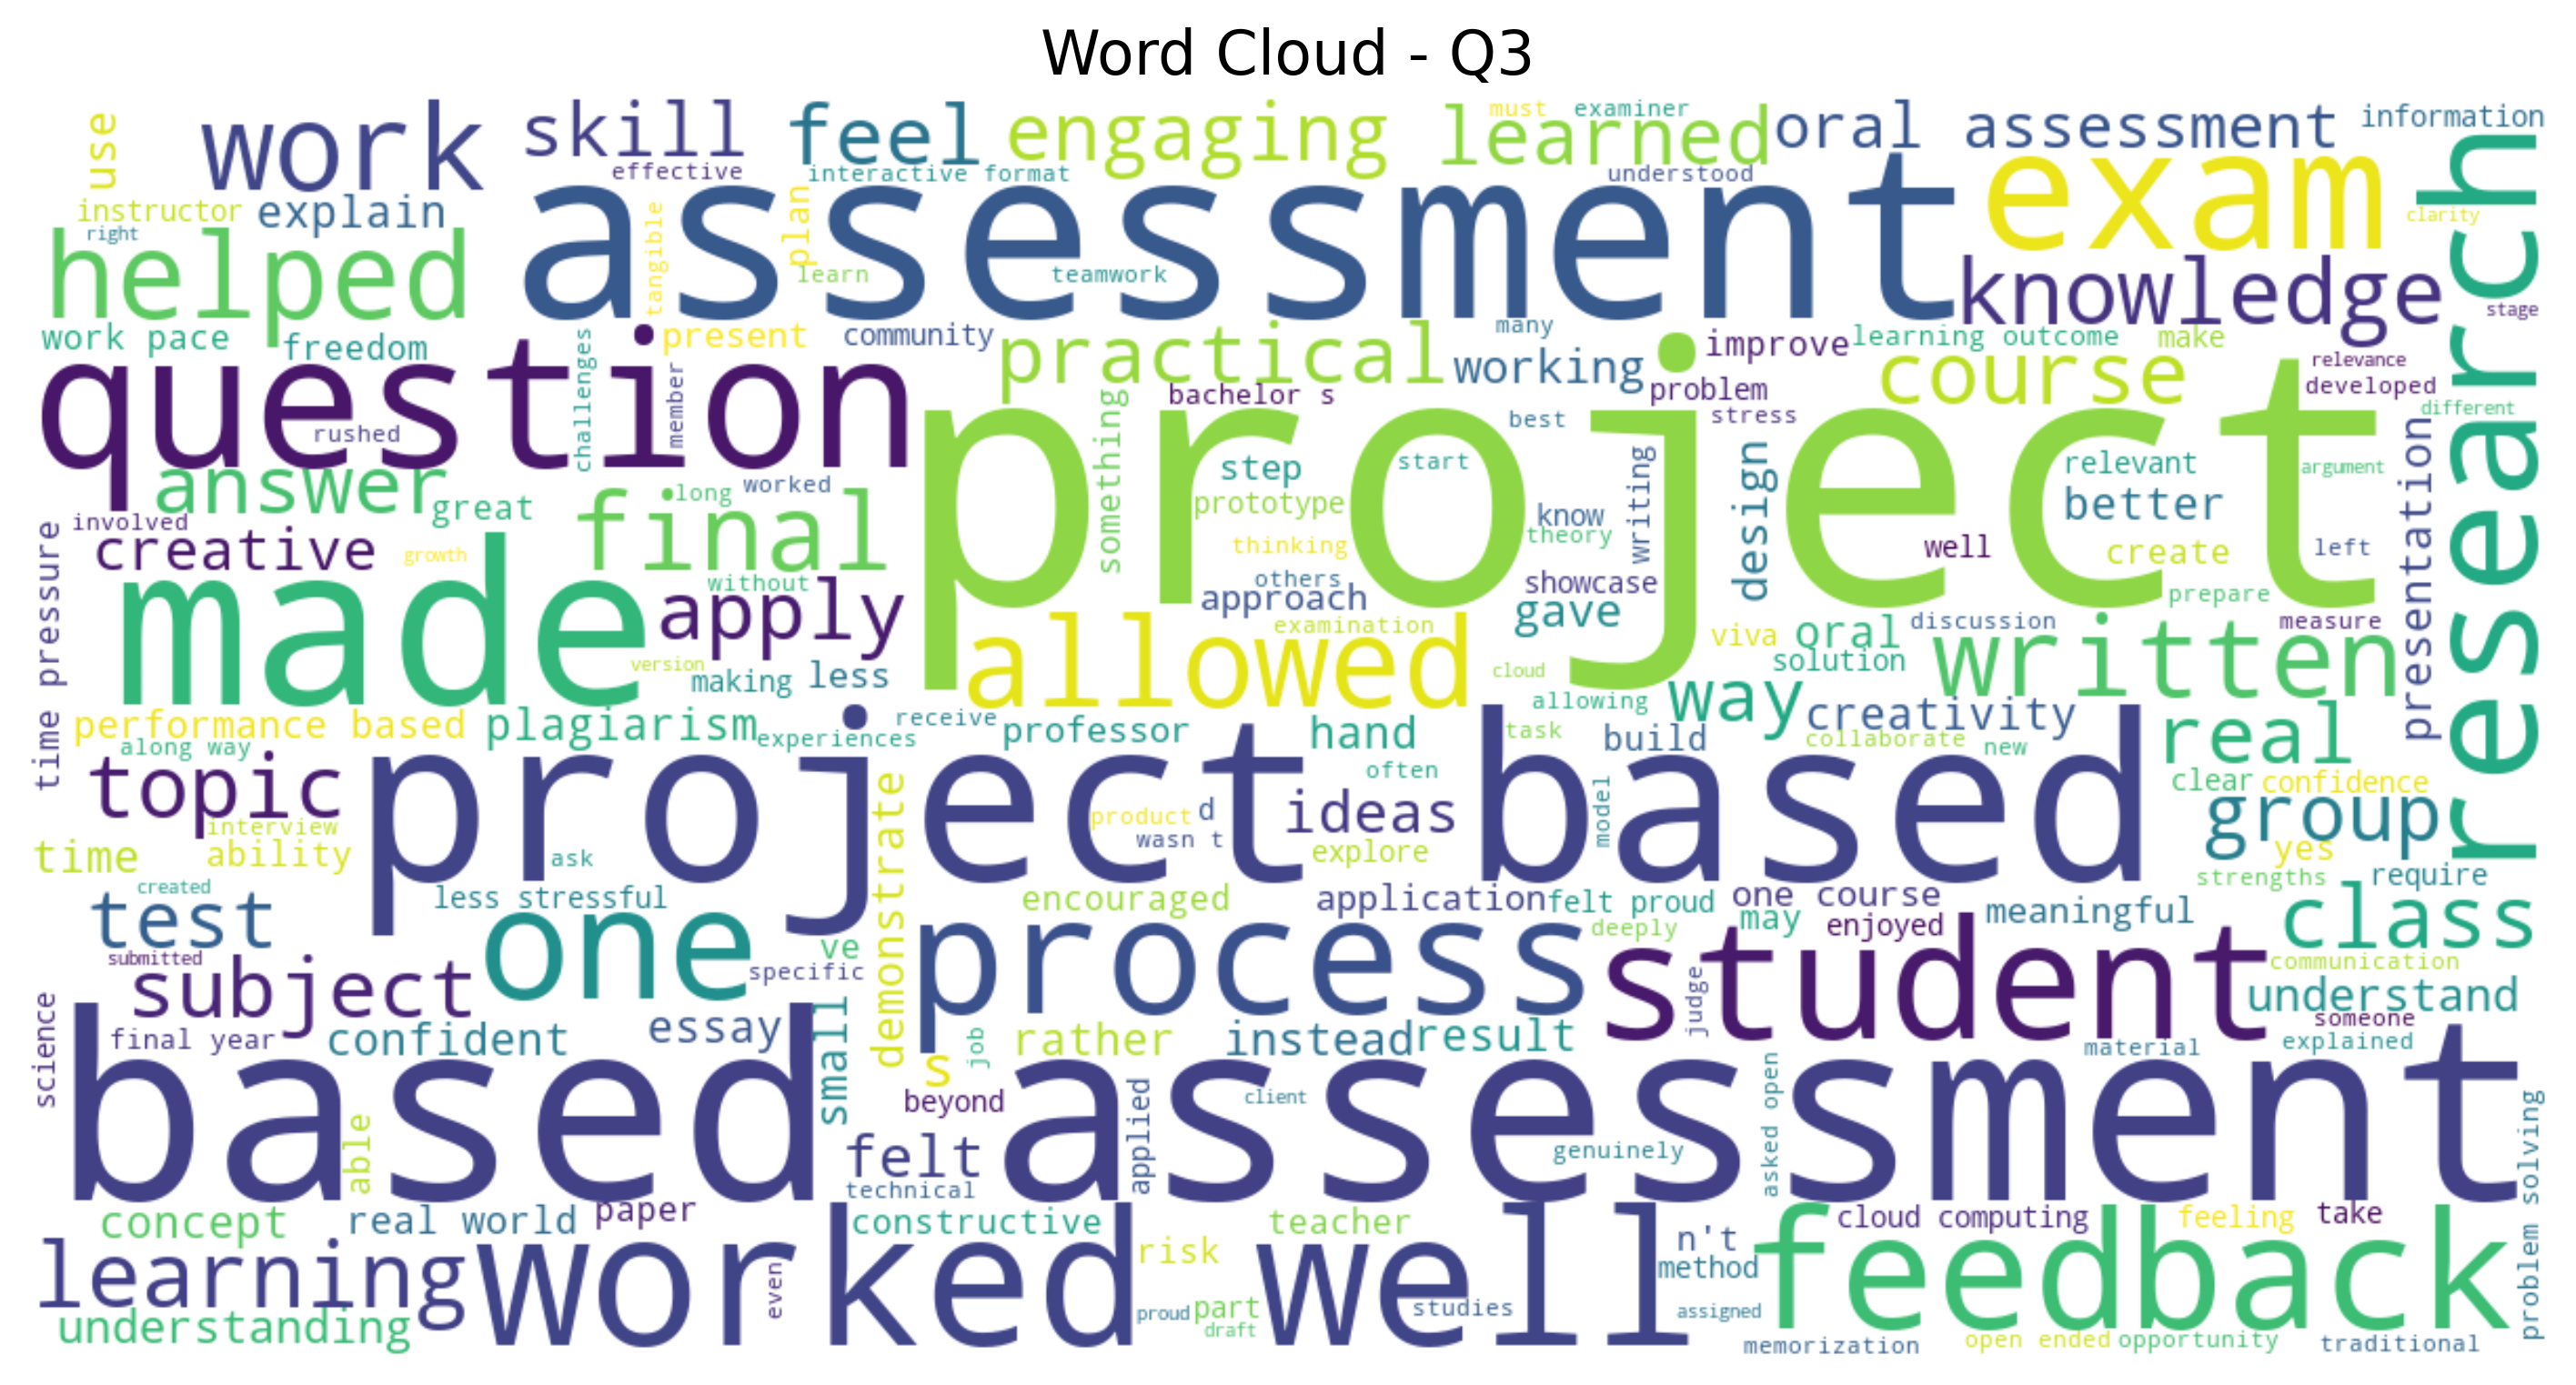 Word Cloud - Q3
use
work
skill
feel
engaging
learned
must
examiner
oral assessment
information
effective
interactive format
understood
instructor
explain
right
helped
assessment
tangible
plan
learn
teamwork
exam
knowledge
clarity
research
stage
work pace
freedom
challenges
present
member
community
practical
many
working
improve
learning outcome
make
relevance
question
rushed
bachelor s
problem
course
developed
different
project
something
best
stress
step
start
relevant
argument
answer
great
long
worked
final
prototype
know
writing
design
better
presentation
involved
creative
growth
thinking
theory
well
create
left
time pressure
made
without
apply
others
approach
showcase
gave
prepare
allowed
examination
viva
oral
discussion
measure
version
making
less
cloud
solution
written
allowing
way
performance based
plagiarism
experiences
receive
professor
hand
task
build
creativity
collaborate
new
real
along way
topic
project based
often
clear
confidence
demonstrate
product
d
ideas
model
group
interview
wasn t
time
ability
ask
explore
yes
created
less stressful
encouraged
application
felt proud
one course
strengths
require
test
one
may
enjoyed
meaningful
class
submitted
ve
process
deeply
student
subject
specific
communication
science
judge
understand
final year
confident
essay
small
s
job
rather
instead
result
someone
material
explained
based assessment
beyond
applied
client
asked open
able
felt
genuinely
problem solving
technical
concept
real world
paper
constructive
teacher
n't
cloud computing
feeling
take
learning
worked well
risk
method
feedback
even
understanding
proud
part
studies
assigned
draft
memorization
open ended
opportunity
traditional